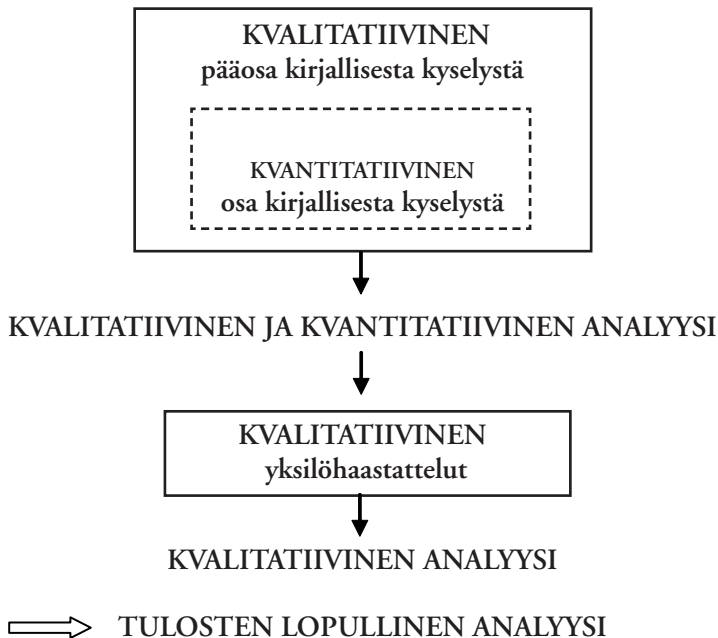 KVALITATIIVINEN
pääosa kirjallisesta kyselystä
KVANTITATIIVINEN
osa kirjallisesta kyselystä
KVALITATIIVINEN JA KVANTITATIIVINEN ANALYYSI
KVALITATIIVINEN
yksilöhaastattelut
KVALITATIIVINEN ANALYYSI
TULOSTEN LOPULLINEN ANALYYSI